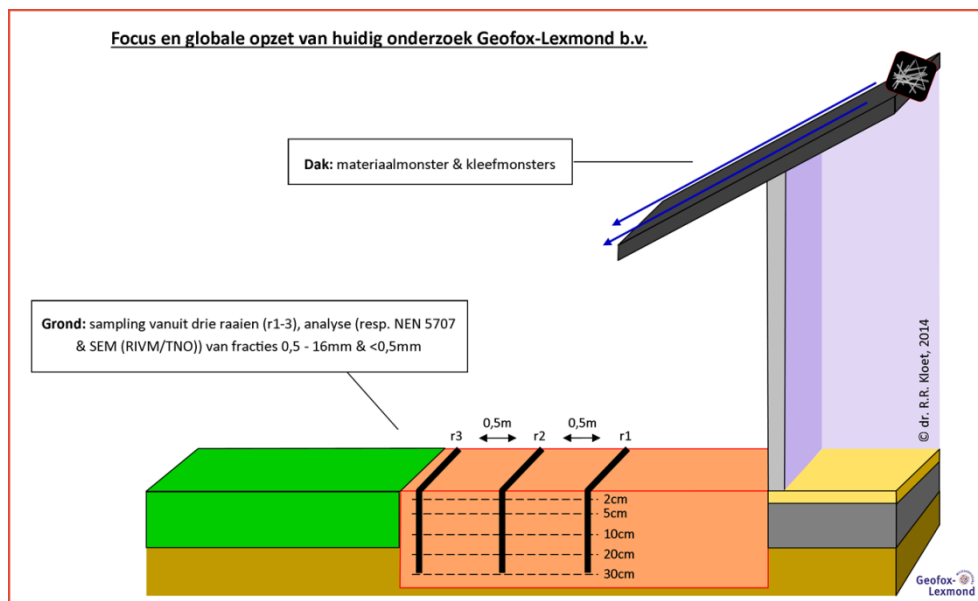 Focus en globale opzet van huidig onderzoek Geofox-Lexmond b.v.
Dak: materiaalmonster & kleefmonsters
Grond: sampling vanuit drie raaien (r1-3), analyse (resp. NEN 5707
& SEM (RIVM/TNO)) van fracties 0,5 - 16mm & <0,5mm
© dr. R.R. Kloet, 2014
0,5m 0,5m
r3 r2 r1
2cm
5cm
10cm
20cm
30cm
Geofox-
Lexmond